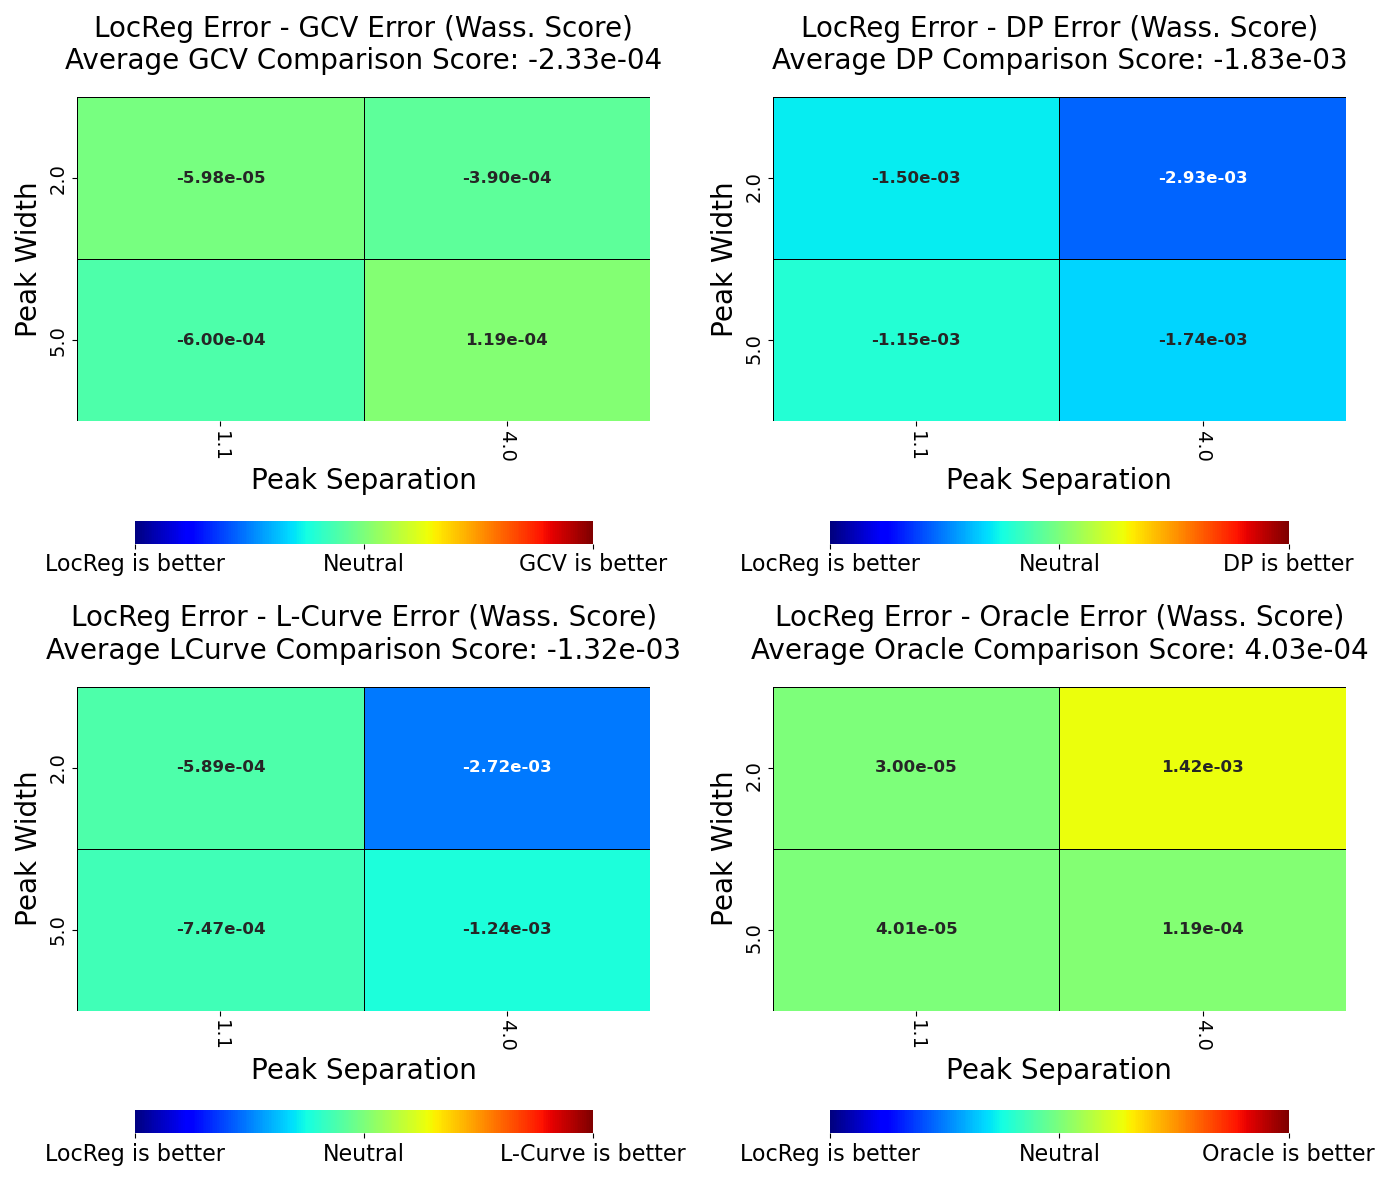 LocReg Error - GCV Error (Wass. Score)
Average GCV Comparison Score: -2.33e-04
Peak Width
2.0
-5.98e-05
-3.90e-04
5.0
-6.00e-04
1.19e-04
1.1
4.0
Peak Separation
LocReg is better
Neutral
GCV is better
LocReg Error - DP Error (Wass. Score)
Average DP Comparison Score: -1.83e-03
Peak Width
2.0
-1.50e-03
-2.93e-03
5.0
-1.15e-03
-1.74e-03
1.1
4.0
Peak Separation
LocReg is better
Neutral
DP is better
LocReg Error - L-Curve Error (Wass. Score)
Average LCurve Comparison Score: -1.32e-03
Peak Width
2.0
-5.89e-04
-2.72e-03
5.0
-7.47e-04
-1.24e-03
1.1
4.0
Peak Separation
LocReg is better
Neutral
L-Curve is better
LocReg Error - Oracle Error (Wass. Score)
Average Oracle Comparison Score: 4.03e-04
Peak Width
2.0
3.00e-05
1.42e-03
5.0
4.01e-05
1.19e-04
1.1
4.0
Peak Separation
LocReg is better
Neutral
Oracle is better